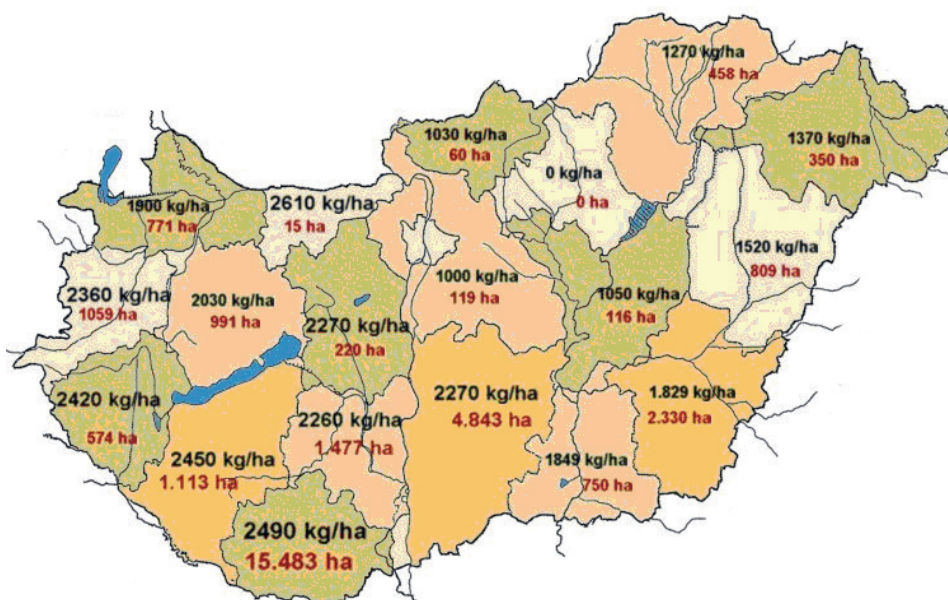 1270 kg/ha
458 ha
1030 kg/ha
60 ha
1370 kg/ha
350 ha
0 kg/ha
0 ha
1900 kg/ha
771 ha
2610 kg/ha
15 ha
1520 kg/ha
809 ha
2360 kg/ha
1059 ha
2030 kg/ha
991 ha
2270 kg/ha
220 ha
1000 kg/ha
119 ha
1050 kg/ha
116 ha
2420 kg/ha
574 ha
2260 kg/ha
1.477 ha
2270 kg/ha
4.843 ha
1.829 kg/ha
2.330 ha
2450 kg/ha
1.113 ha
1849 kg/ha
750 ha
2490 kg/ha
15.483 ha